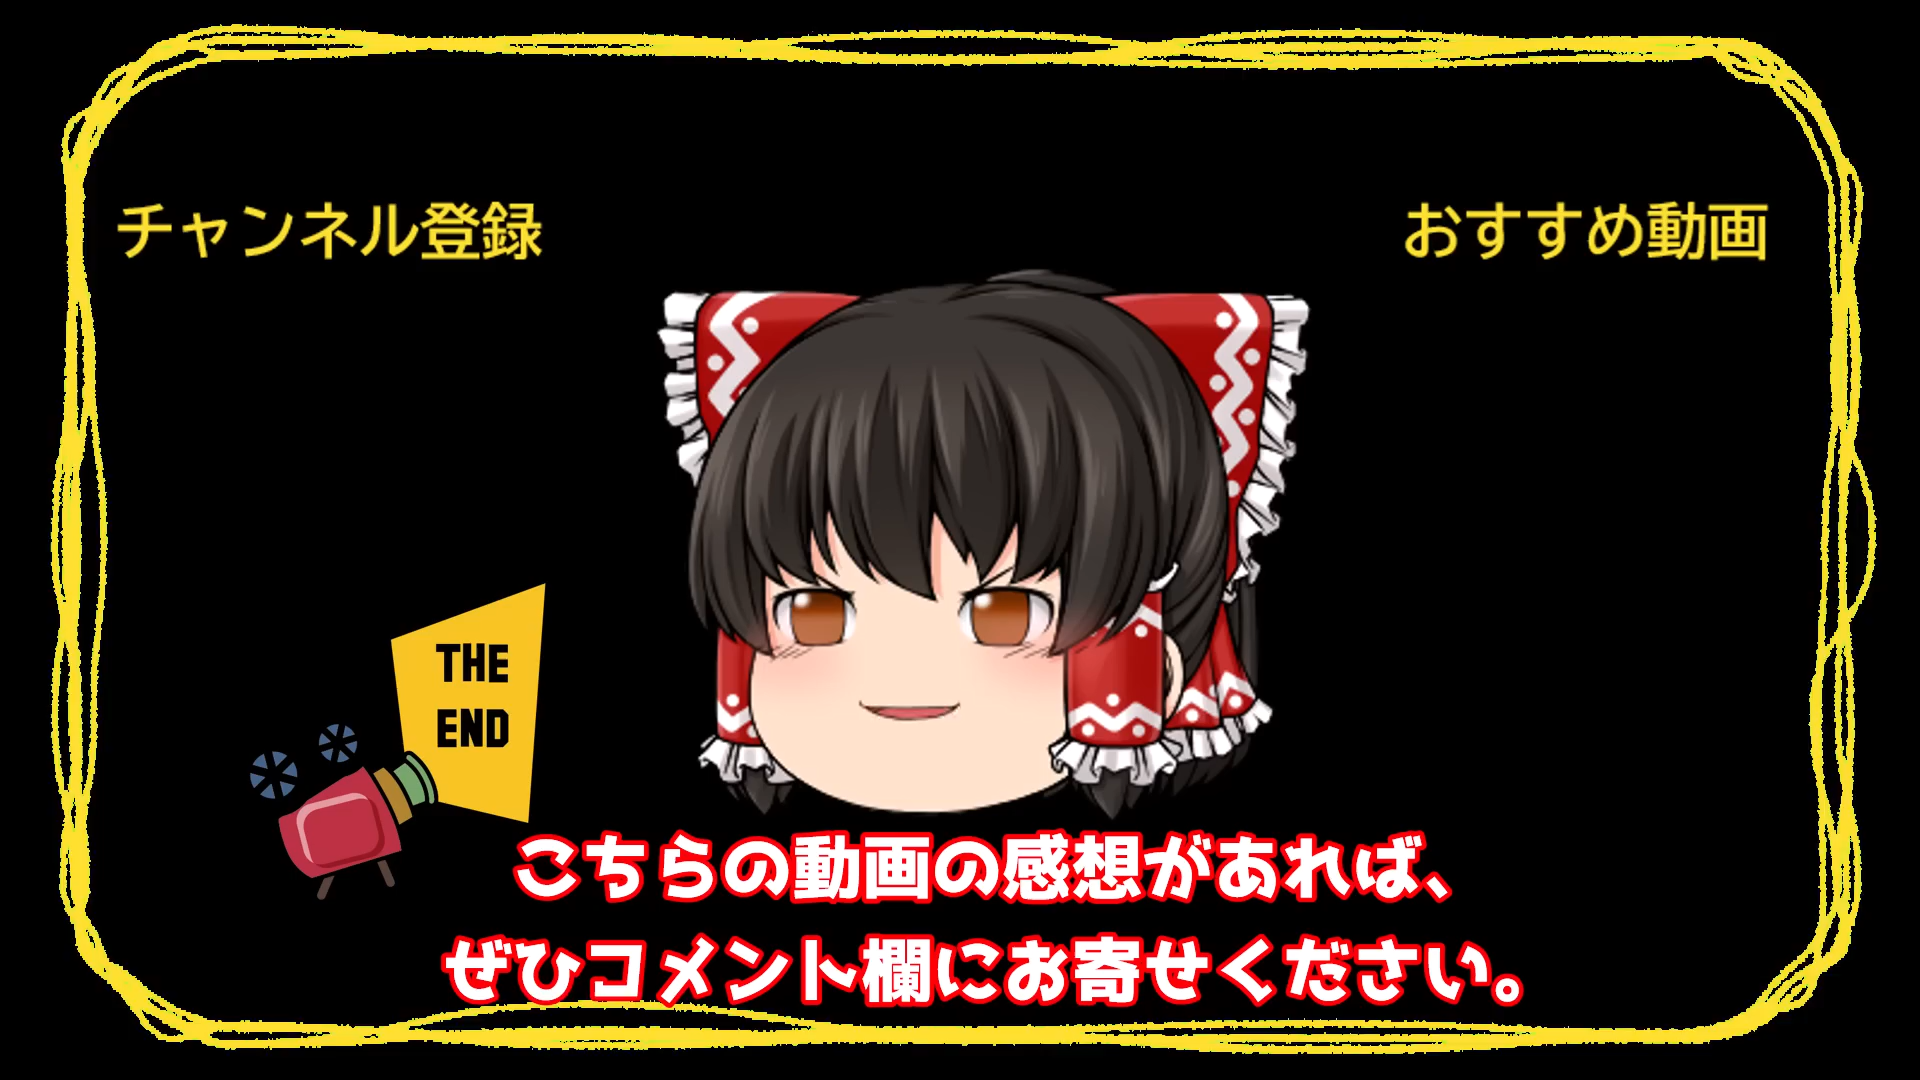 チャンネル登録
おすすめ動画
THE
END
こちらの動画の感想があれば、
ぜひコメント欄にお寄せください。